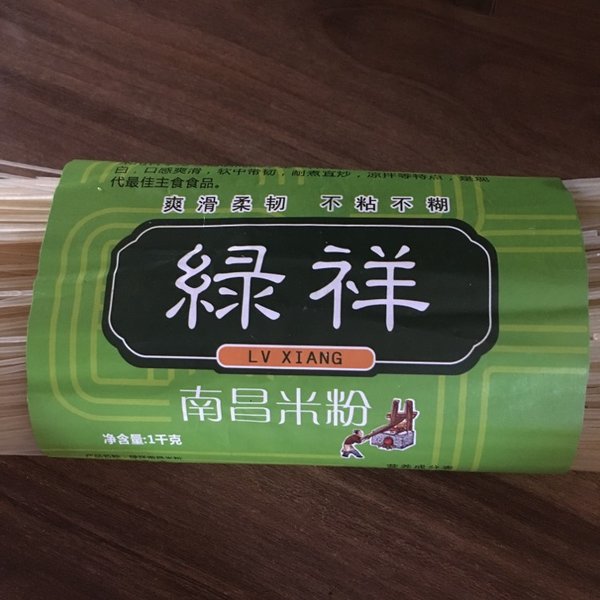 白，口感爽滑，软中带韧，制煮宜炒，凉拌等特点，是现
代最佳主食食品。
爽滑柔韧 不粘不糊
緑祥
LV XIANG
南昌米粉
净含量:1千克